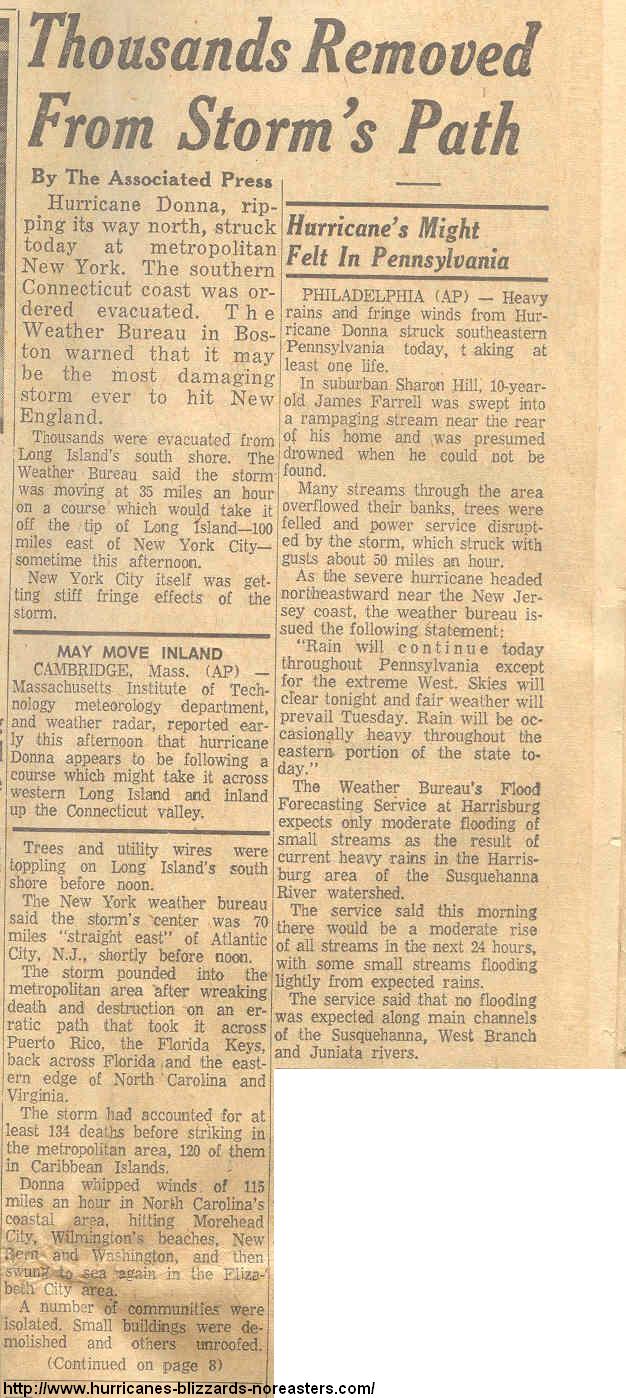 Thousands Removed
From Storm's Path
By The Associated Press
Hurricane Donna, rip-
ping its way north, struck
today at metropolitan
New York. The southern
Connecticut coast was or-
dered evacuated. The
Weather Bureau in Bos-
ton warned that it may
be the most damaging
storm ever to hit New
England.
Thousands were evacuated from
Long Island's south shore. The
Weather Bureau said the storm
was moving at 35 miles an hour
on a course which would take it
off the tip of Long Island—100
miles east of New York City—
sometime this afternoon.
New York City itself was get-
ting stiff fringe effects of the
storm.
MAY MOVE INLAND
CAMBRIDGE, Mass. (AP) —
Massachusetts Institute of Tech-
nology meteorology department,
and weather radar, reported ear-
ly this afternoon that hurricane
Donna appears to be following a
course which might take it across
western Long Island and inland
up the Connecticut valley.
Trees and utility wires were
toppling on Long Island's south
shore before noon.
The New York weather bureau
said the storm's center was 70
miles "straight east" of Atlantic
City, N.J., shortly before noon.
The storm pounded into the
metropolitan area after wreaking
death and destruction on an er-
ratic path that took it across
Puerto Rico, the Florida Keys,
back across Florida and the east-
ern edge of North Carolina and
Virginia.
The storm had accounted for at
least 134 deaths before striking in
the metropolitan area, 120 of them
in Caribbean Islands.
Donna whipped winds of 115
miles an hour in North Carolina's
coastal area, hitting Morehead
City, Wilmington's beaches, New
Bern and Washington, and then
swung to sea again in the Eliza-
beth City area.
A number of communities were
isolated. Small buildings were de-
molished and others unroofed.
(Continued on page 8)
Hurricane's Might
Felt In Pennsylvania
PHILADELPHIA (AP) — Heavy
rains and fringe winds from Hur-
ricane Donna struck southeastern
Pennsylvania today, t aking at
least one life.
In suburban Sharon Hill, 10-year-
old James Farrell was swept into
a rampaging stream near the rear
of his home and was presumed
drowned when he could not be
found.
Many streams through the area
overflowed their banks, trees were
felled and power service disrupt-
ed by the storm, which struck with
gusts about 50 miles an hour.
As the severe hurricane headed
northeastward near the New Jer-
sey coast, the weather bureau is-
sued the following statement:
"Rain will continue today
throughout Pennsylvania except
for the extreme West. Skies will
clear tonight and fair weather will
prevail Tuesday. Rain will be oc-
casionally heavy throughout the
eastern portion of the state to-
day."
The Weather Bureau's Flood
Forecasting Service at Harrisburg
expects only moderate flooding of
small streams as the result of
current heavy rains in the Harris-
burg area of the Susquehanna
River watershed.
The service said this morning
there would be a moderate rise
of all streams in the next 24 hours,
with some small streams flooding
lightly from expected rains.
The service said that no flooding
was expected along main channels
of the Susquehanna, West Branch
and Juniata rivers.
http://www.hurricanes-blizzards-noreasters.com/